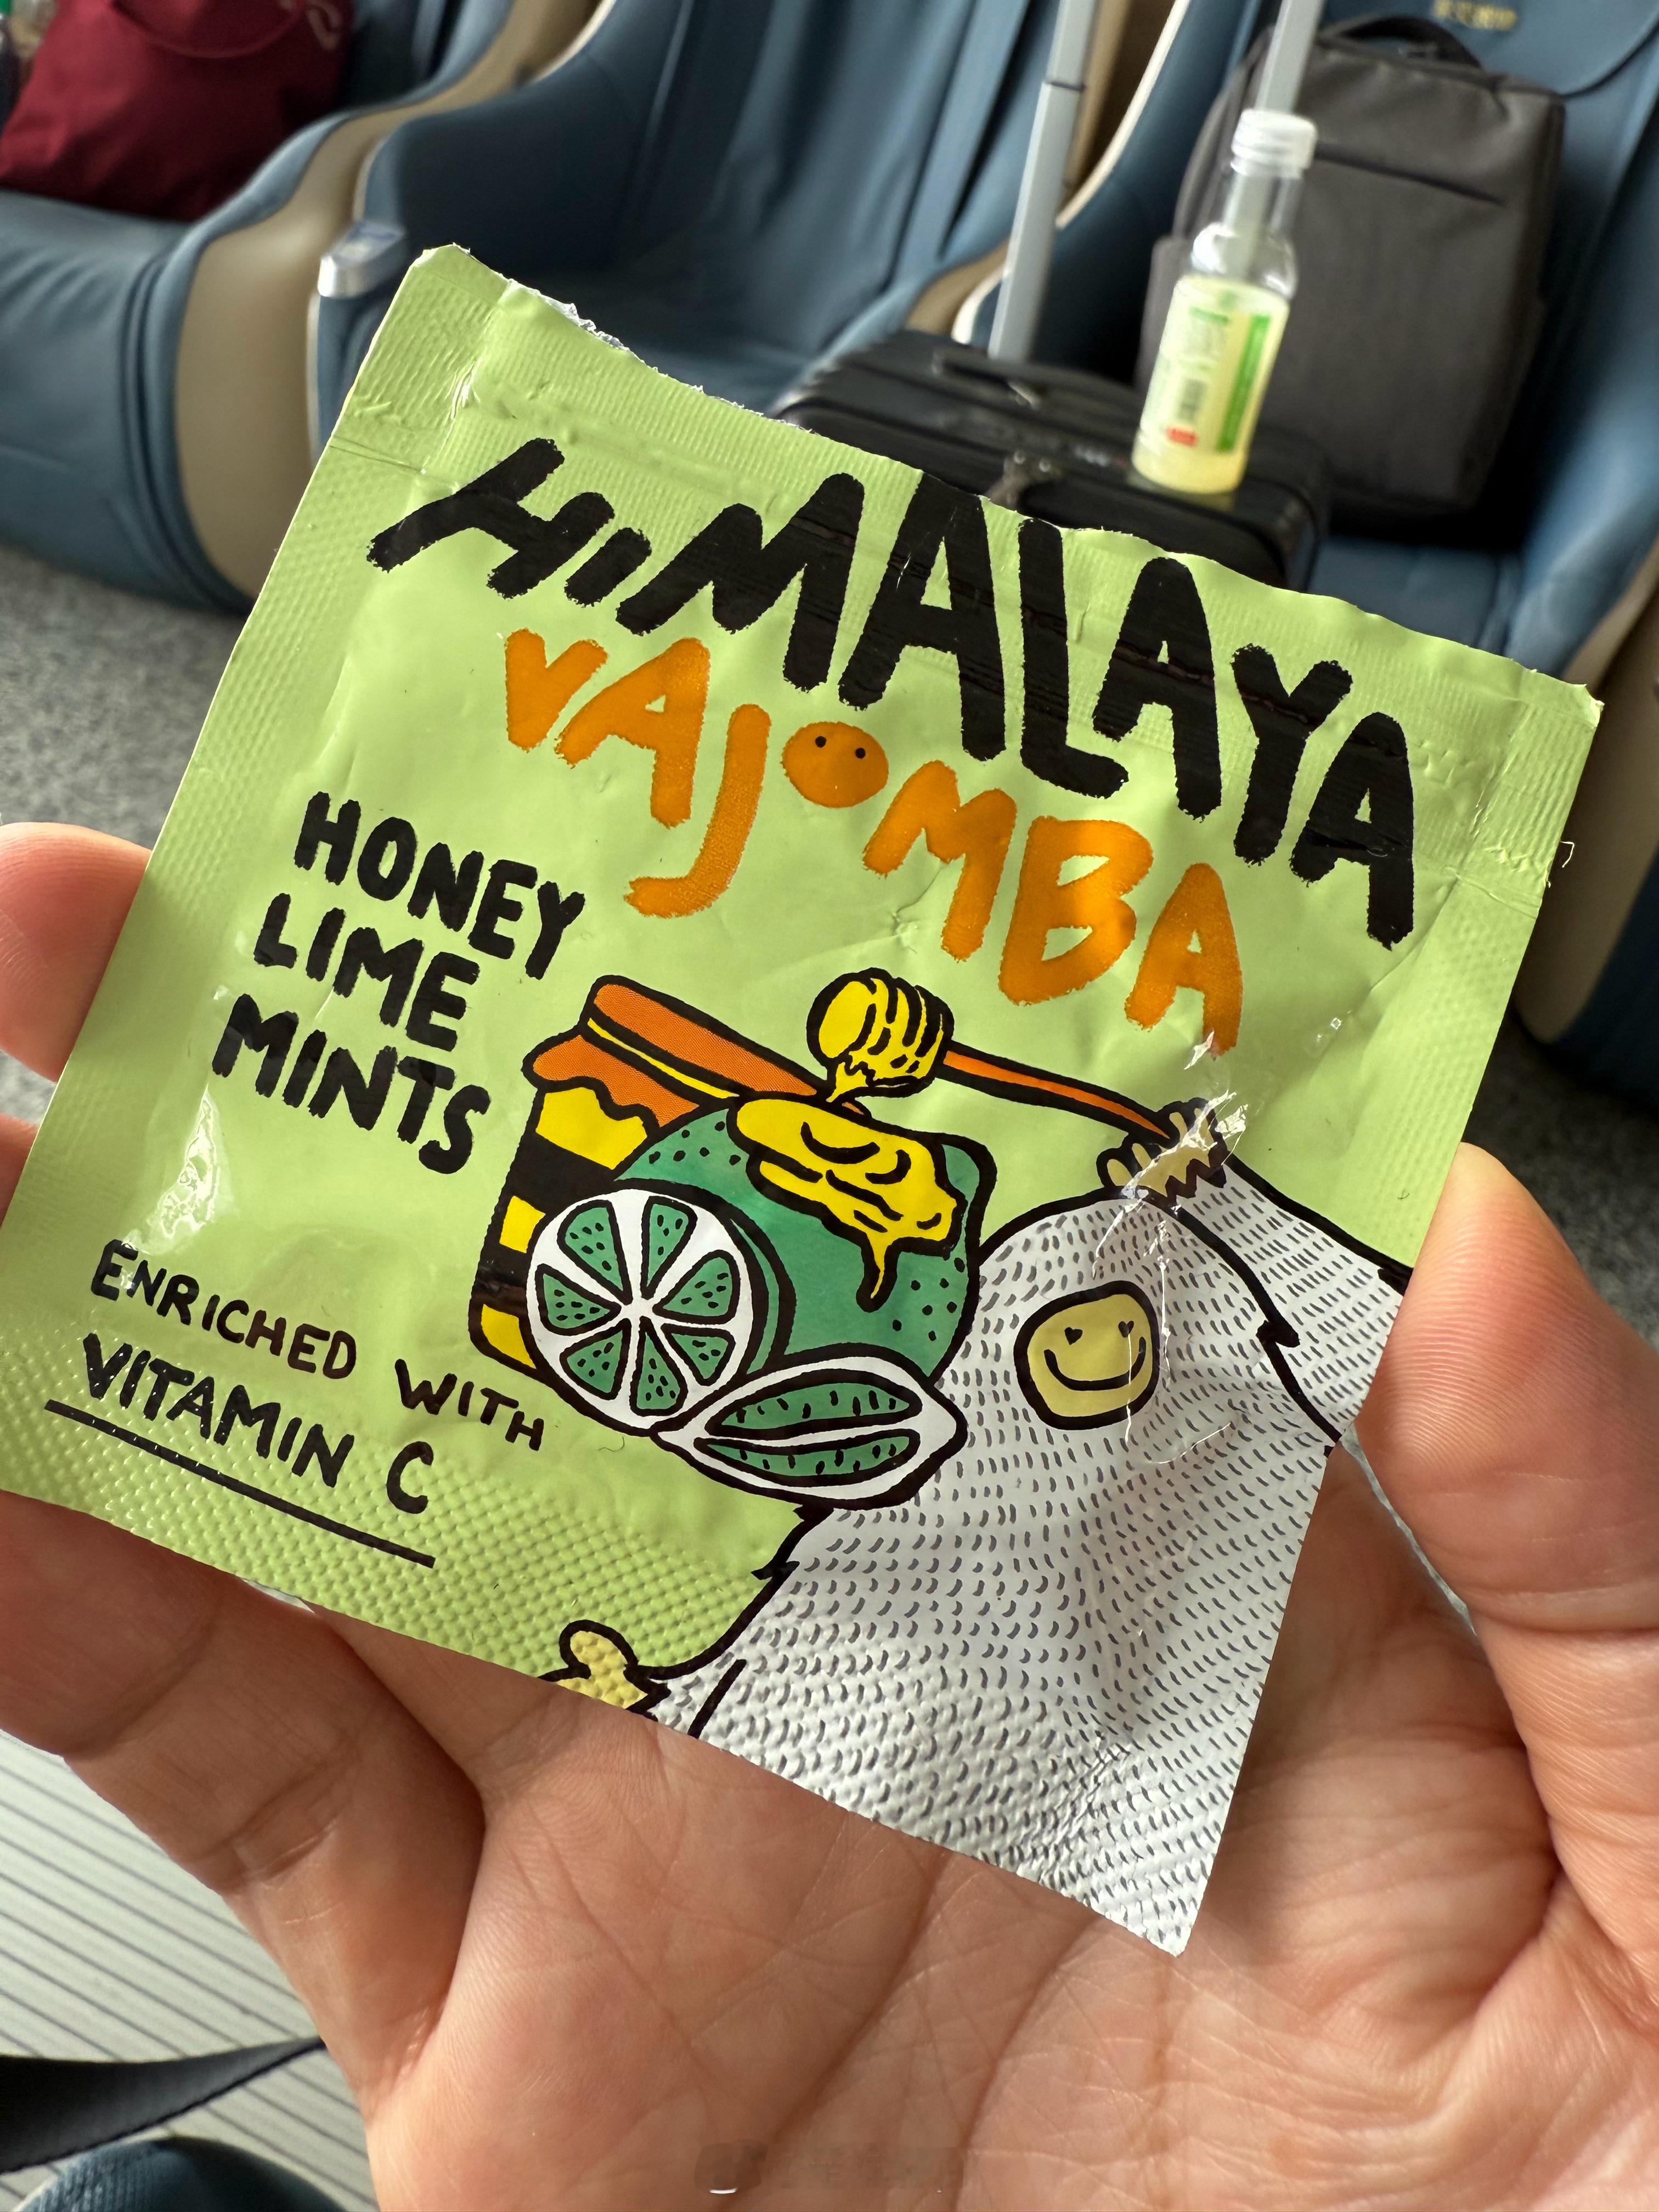 HiMALAYA
VAJOMBA
HONEY
LIME
MINTS
ENRICHED WITH
VITAMIN C